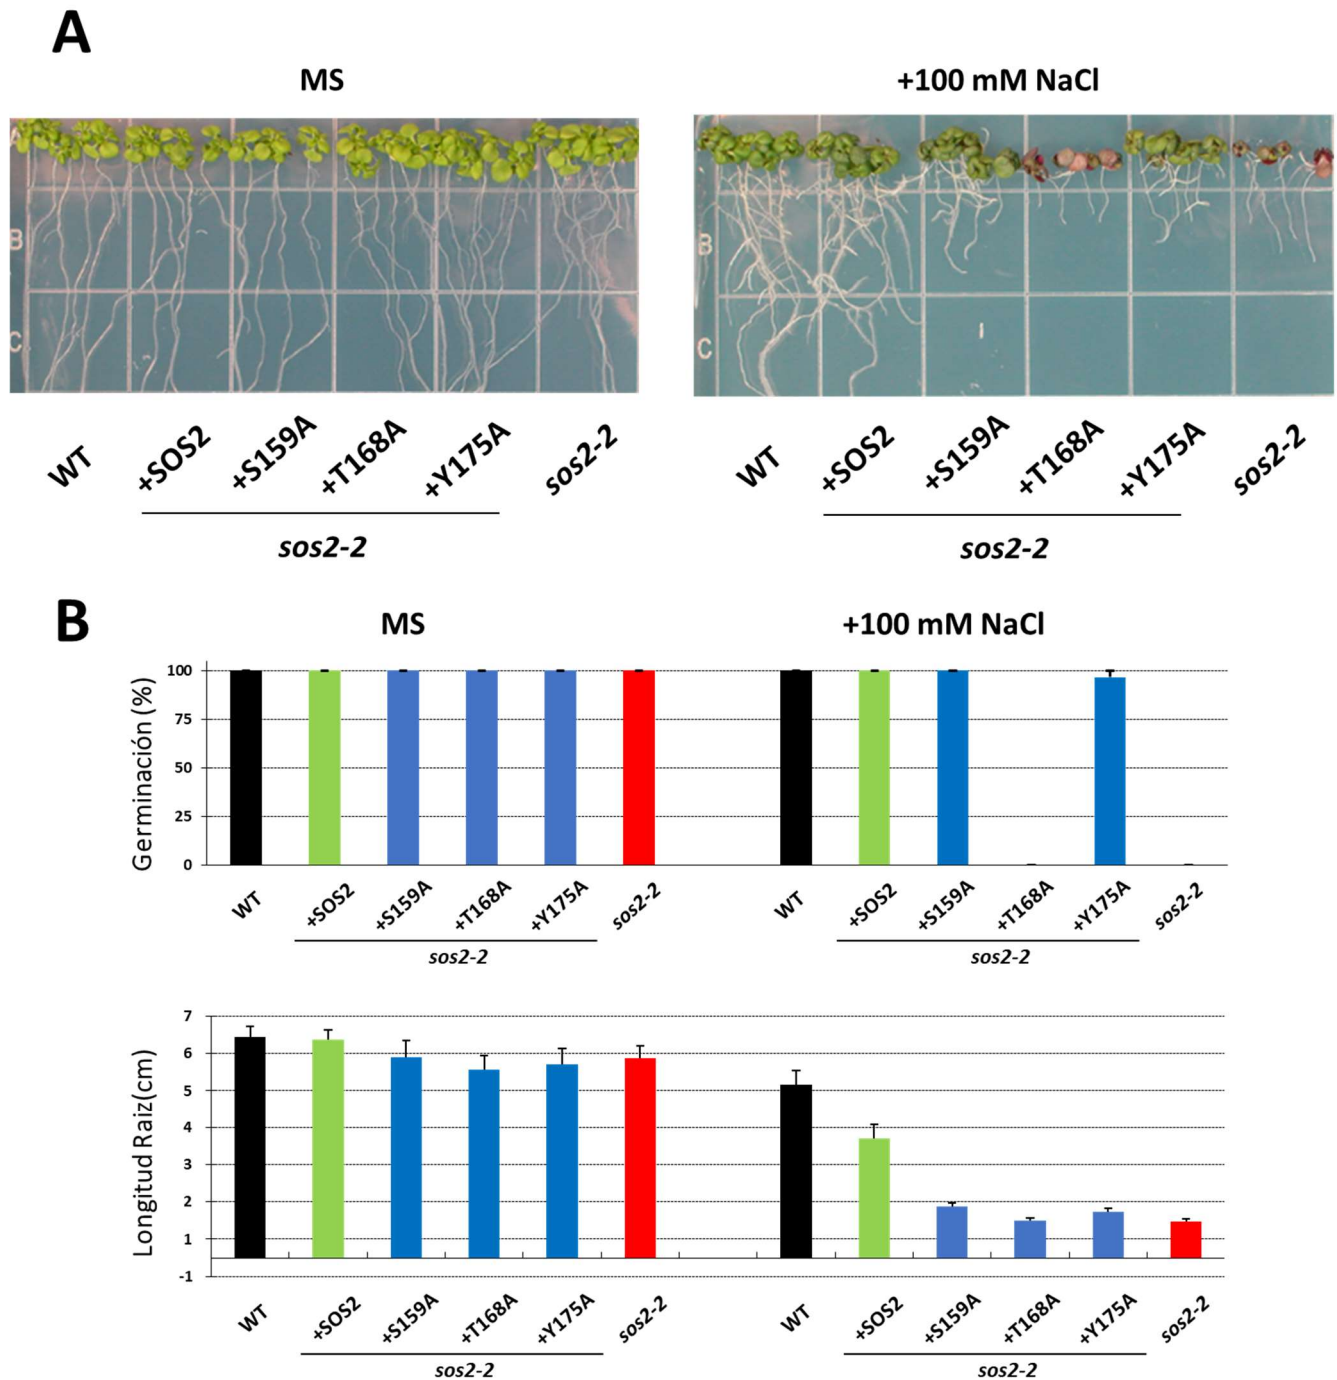 A
MS
+100 mM NaCl
A
B
C
B
C
WT
+SOS2
+S159A
+T168A
+Y175A
sos2-2
sos2-2
WT
+SOS2
+S159A
+T168A
+Y175A
sos2-2
sos2-2
B
MS
+100 mM NaCl
Germinación (%)
100
75
50
25
0
WT
+SOS2
+S159A
+T168A
+Y175A
sos2-2
sos2-2
WT
+SOS2
+S159A
+T168A
+Y175A
sos2-2
sos2-2
Longitud Raiz(cm)
7
6
5
4
3
2
1
-1
WT
+SOS2
+S159A
+T168A
+Y175A
sos2-2
sos2-2
WT
+SOS2
+S159A
+T168A
+Y175A
sos2-2
sos2-2